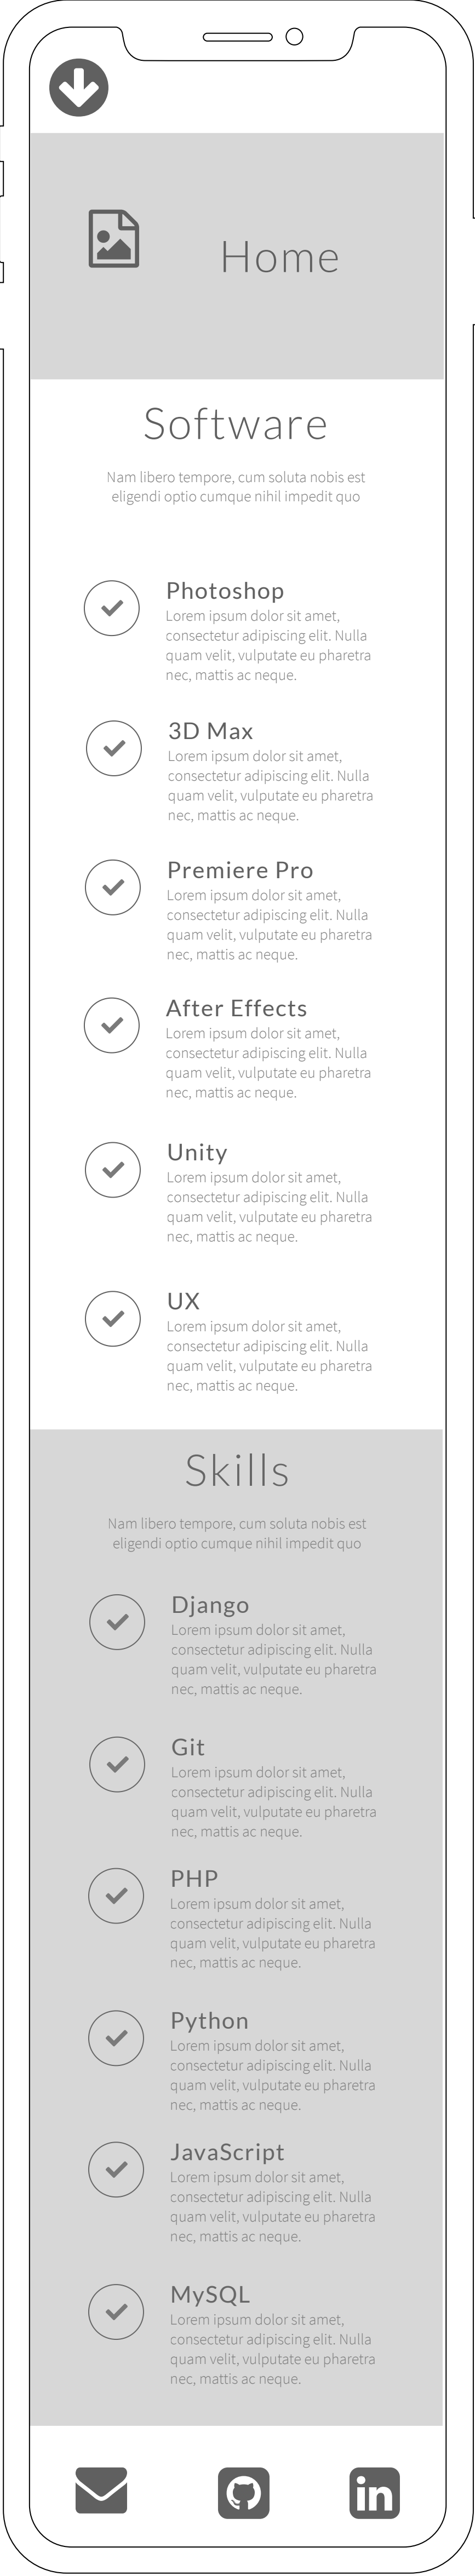 Home
Software
Nam libero tempore, cum soluta nobis est
eligendi optio cumque nihil impedit quo
Photoshop
Lorem ipsum dolor sit amet,
consectetur adipiscing elit. Nulla
quam velit, vulputate eu pharetra
nec, mattis ac neque.
3D Max
Lorem ipsum dolor sit amet,
consectetur adipiscing elit. Nulla
quam velit, vulputate eu pharetra
nec, mattis ac neque.
Premiere Pro
Lorem ipsum dolor sit amet,
consectetur adipiscing elit. Nulla
quam velit, vulputate eu pharetra
nec, mattis ac neque.
After Effects
Lorem ipsum dolor sit amet,
consectetur adipiscing elit. Nulla
quam velit, vulputate eu pharetra
nec, mattis ac neque.
Unity
Lorem ipsum dolor sit amet,
consectetur adipiscing elit. Nulla
quam velit, vulputate eu pharetra
nec, mattis ac neque.
UX
Lorem ipsum dolor sit amet,
consectetur adipiscing elit. Nulla
quam velit, vulputate eu pharetra
nec, mattis ac neque.
Skills
Nam libero tempore, cum soluta nobis est
eligendi optio cumque nihil impedit quo
Django
Lorem ipsum dolor sit amet,
consectetur adipiscing elit. Nulla
quam velit, vulputate eu pharetra
nec, mattis ac neque.
Git
Lorem ipsum dolor sit amet,
consectetur adipiscing elit. Nulla
quam velit, vulputate eu pharetra
nec, mattis ac neque.
PHP
Lorem ipsum dolor sit amet,
consectetur adipiscing elit. Nulla
quam velit, vulputate eu pharetra
nec, mattis ac neque.
Python
Lorem ipsum dolor sit amet,
consectetur adipiscing elit. Nulla
quam velit, vulputate eu pharetra
nec, mattis ac neque.
JavaScript
Lorem ipsum dolor sit amet,
consectetur adipiscing elit. Nulla
quam velit, vulputate eu pharetra
nec, mattis ac neque.
MySQL
Lorem ipsum dolor sit amet,
consectetur adipiscing elit. Nulla
quam velit, vulputate eu pharetra
nec, mattis ac neque.
in